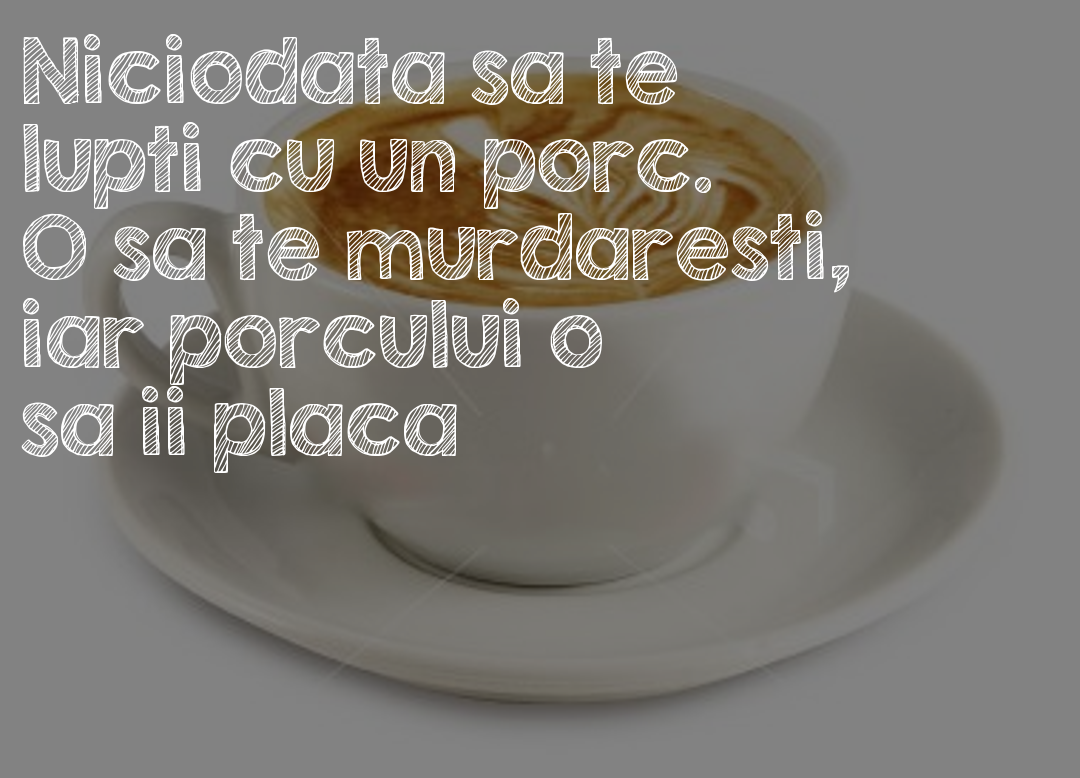 Niciodata sa te
lupti cu un porc.
O sa te murdaresti,
iar porcului o
sa ii placa